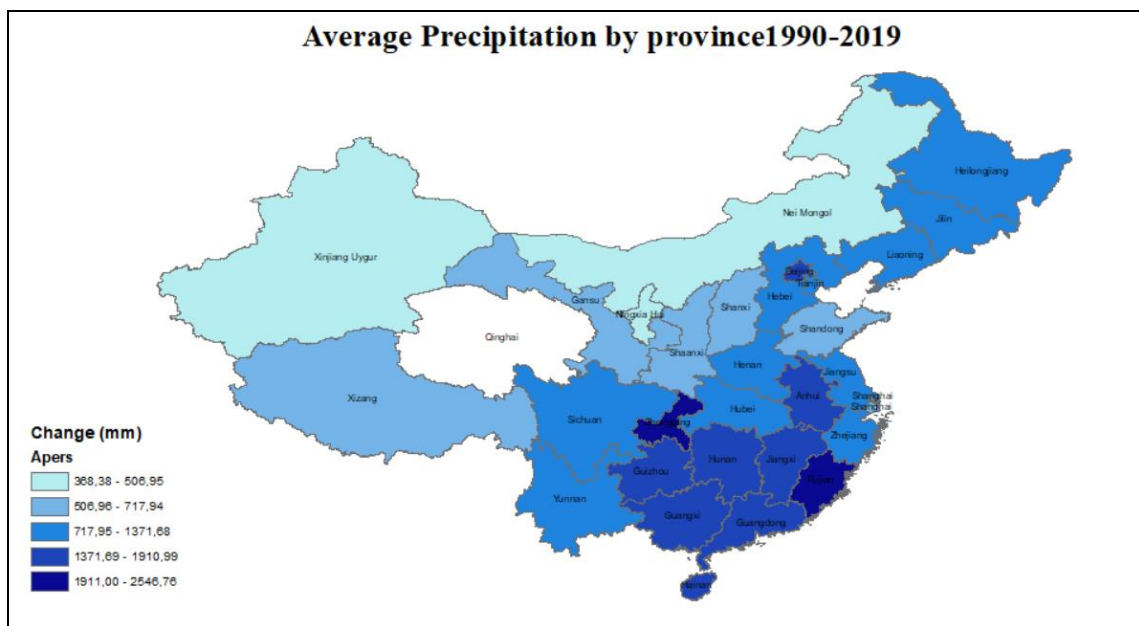 Average Precipitation by province1990-2019
Heilongjiang
Nei Mongol
Jilin
Xinjiang Uygur
Liaoning
Beijing
Tianjin
Hebei
Gansu
Ningxia Hui
Shanxi
Shandong
Qinghai
Shaanxi
Henan
Jiangsu
Xizang
Anhui
Shanghai
Shanghai
Sichuan
Hubei
Chongqing
Zhejiang
Hunan
Jiangxi
Guizhou
Fujian
Yunnan
Guangxi
Guangdong
Hainan
Change (mm)
Apers
368,38 - 506,95
506,96 - 717,94
717,95 - 1371,68
1371,69 - 1910,99
1911,00 - 2546,76